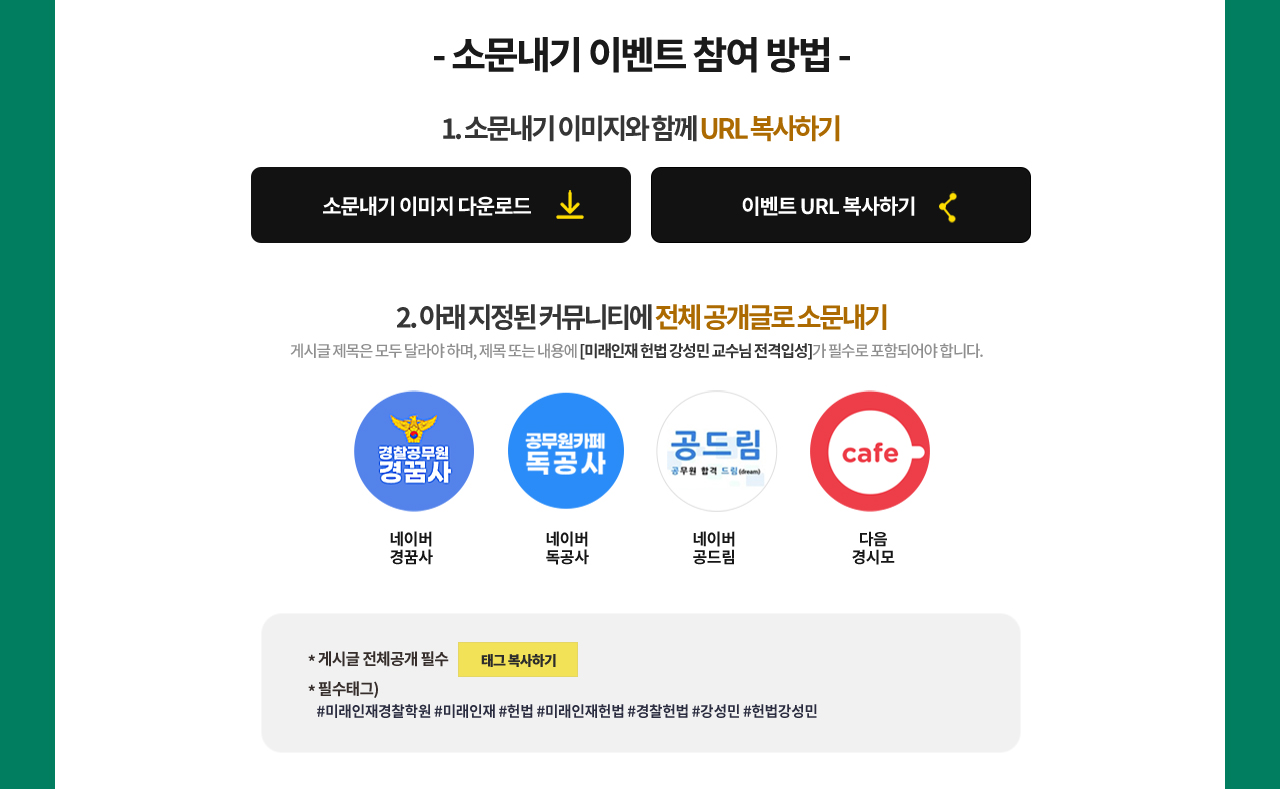 - 소문내기 이벤트 참여 방법 -
1. 소문내기 이미지와 함께 URL 복사하기
소문내기 이미지 다운로드
이벤트 URL 복사하기
2. 아래 지정된 커뮤니티에 전체 공개글로 소문내기
게시글 제목은 모두 달라야 하며, 제목 또는 내용에 [미래인재 헌법 강성민 교수님 전격입성]가 필수로 포함되어야 합니다.
경찰공무원
경꿈사
공무원카페
독공사
공드림
공무원 합격 드림(dream)
cafe
네이버
경꿈사
네이버
독공사
네이버
공드림
다음
경시모
* 게시글 전체공개 필수
태그 복사하기
* 필수태그)
#미래인재경찰학원 #미래인재 #헌법 #미래인재헌법 #경찰헌법 #강성민 #헌법강성민